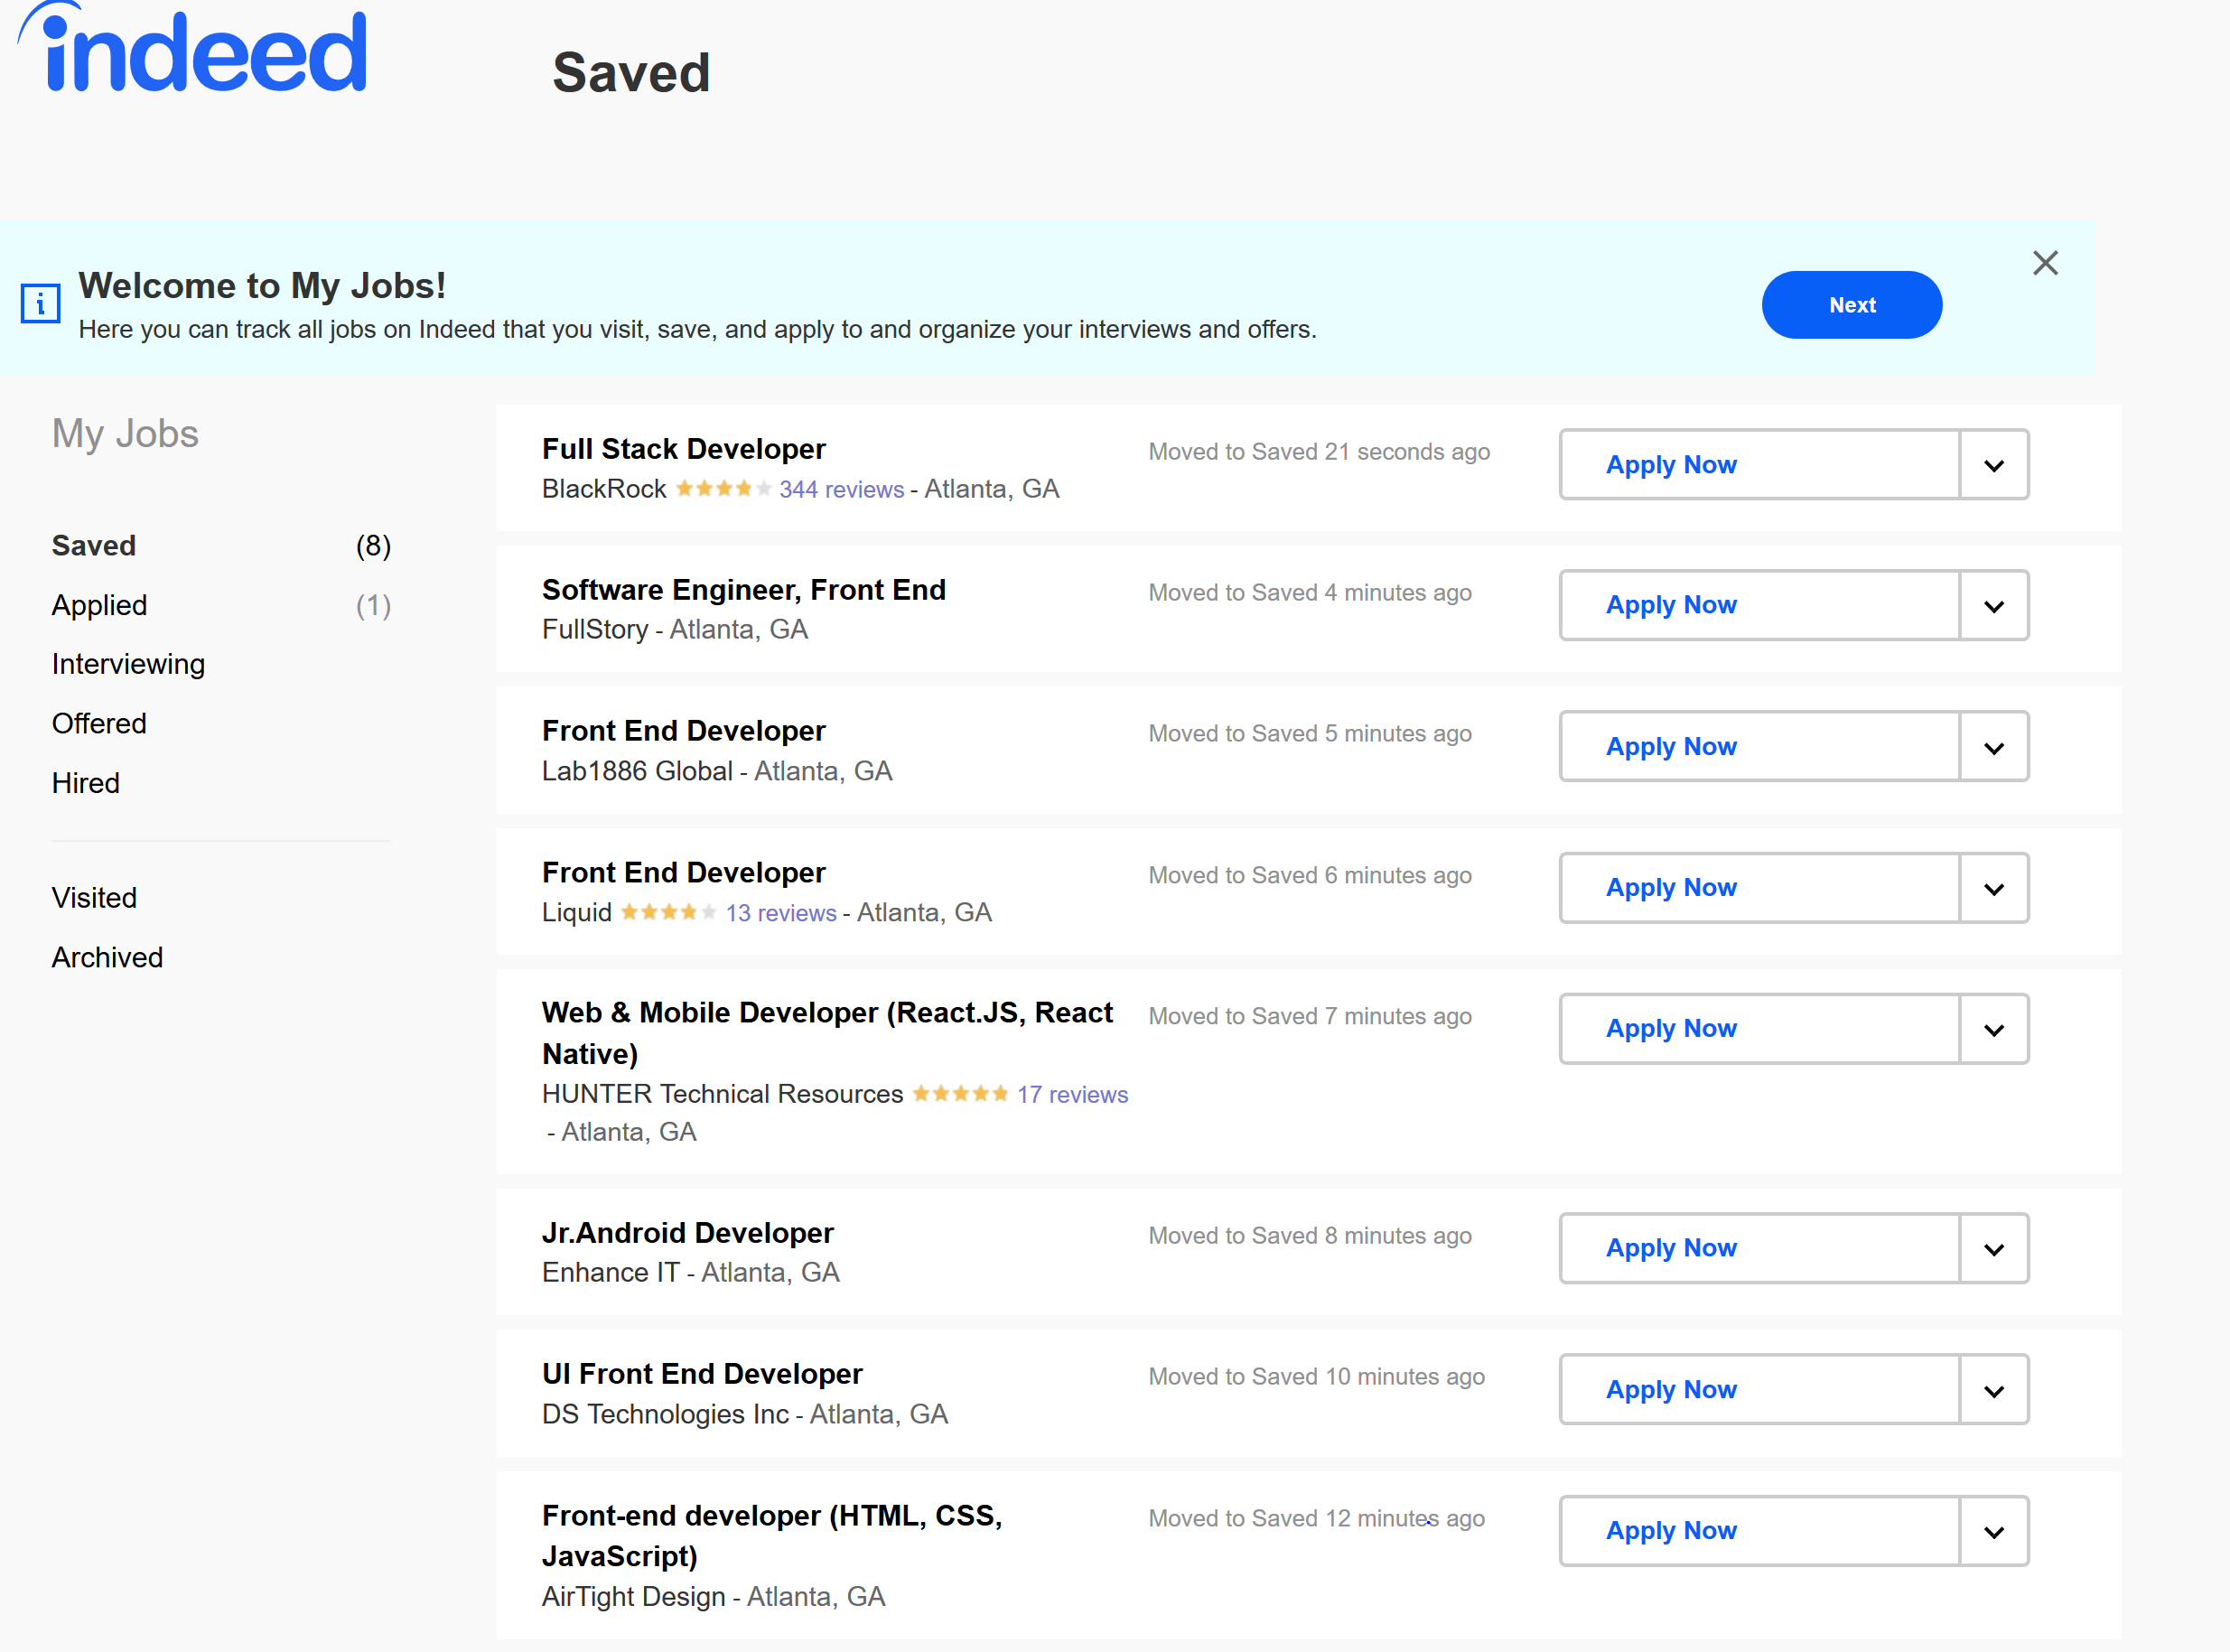 indeed
Saved
Welcome to My Jobs!
Here you can track all jobs on Indeed that you visit, save, and apply to and organize your interviews and offers.
Next
My Jobs
Saved (8)
Applied (1)
Interviewing
Offered
Hired
Visited
Archived
Full Stack Developer
BlackRock 344 reviews - Atlanta, GA
Moved to Saved 21 seconds ago
Apply Now
Software Engineer, Front End
FullStory - Atlanta, GA
Moved to Saved 4 minutes ago
Apply Now
Front End Developer
Lab1886 Global - Atlanta, GA
Moved to Saved 5 minutes ago
Apply Now
Front End Developer
Liquid 13 reviews - Atlanta, GA
Moved to Saved 6 minutes ago
Apply Now
Web & Mobile Developer (React.JS, React
Native)
HUNTER Technical Resources 17 reviews
- Atlanta, GA
Moved to Saved 7 minutes ago
Apply Now
Jr.Android Developer
Enhance IT - Atlanta, GA
Moved to Saved 8 minutes ago
Apply Now
UI Front End Developer
DS Technologies Inc - Atlanta, GA
Moved to Saved 10 minutes ago
Apply Now
Front-end developer (HTML, CSS,
JavaScript)
AirTight Design - Atlanta, GA
Moved to Saved 12 minutes ago
Apply Now